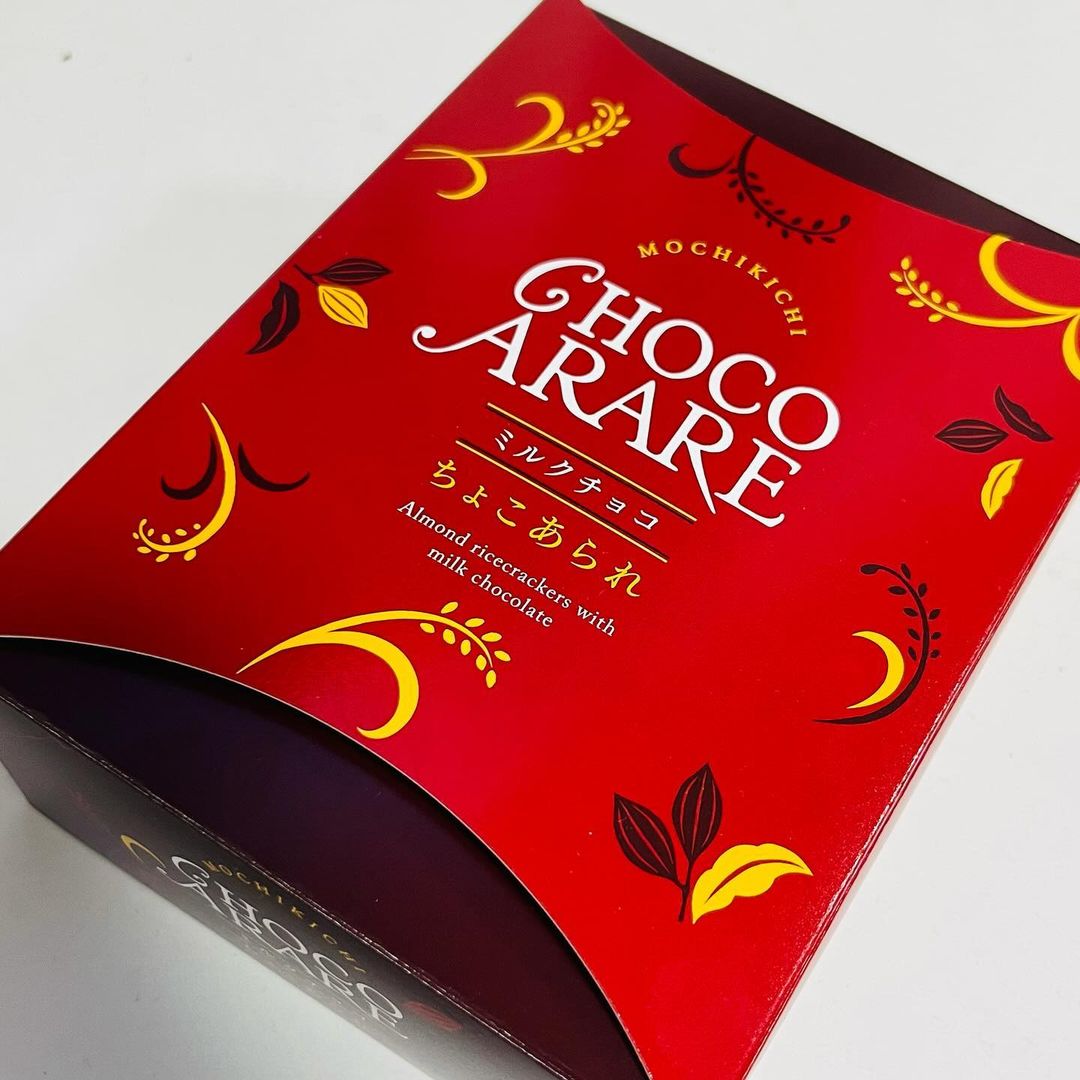 MOCHIKICHI
CHOCO
ARARE
ミルクチョコ
ちょこあられ
Almond ricecrackers with
milk chocolate
MOCHIKICHI
CHOCO
ARARE